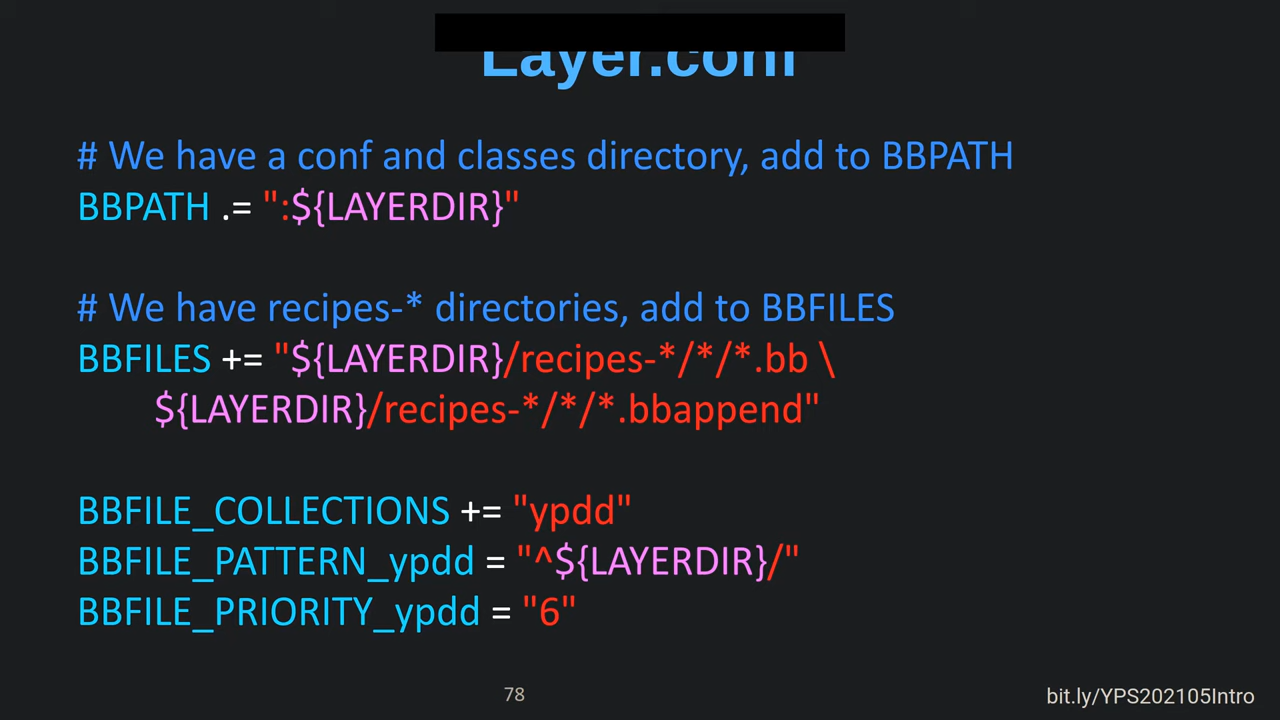 Layer.conf
# We have a conf and classes directory, add to BBPATH
BBPATH .= ":${LAYERDIR}"
# We have recipes-* directories, add to BBFILES
BBFILES += "${LAYERDIR}/recipes-*/*/*.bb \
${LAYERDIR}/recipes-*/*/*.bbappend"
BBFILE_COLLECTIONS += "ypdd"
BBFILE_PATTERN_ypdd = "^${LAYERDIR}/"
BBFILE_PRIORITY_ypdd = "6"
78
bit.ly/YPS202105Intro